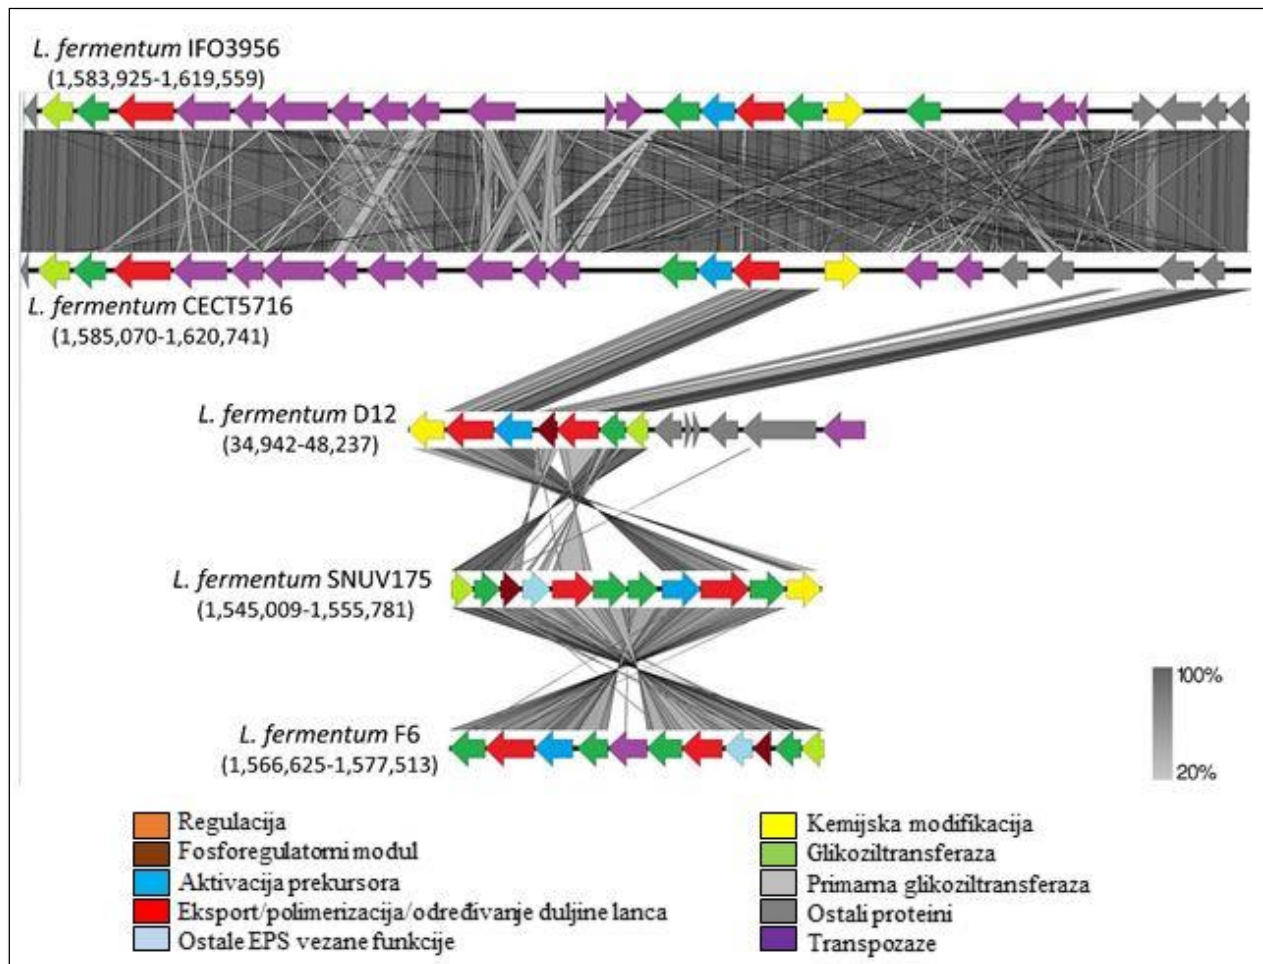 L. fermentum IFO3956
(1,583,925-1,619,559)
L. fermentum CECT5716
(1,585,070-1,620,741)
L. fermentum D12
(34,942-48,237)
L. fermentum SNUV175
(1,545,009-1,555,781)
L. fermentum F6
(1,566,625-1,577,513)
100%
20%
Regulacija
Fosforegulatorni modul
Aktivacija prekursora
Eksport/polimerizacija/određivanje duljine lanca
Ostale EPS vezane funkcije
Kemijska modifikacija
Glikoziltransferaza
Primarna glikoziltransferaza
Ostali proteini
Transpozaze